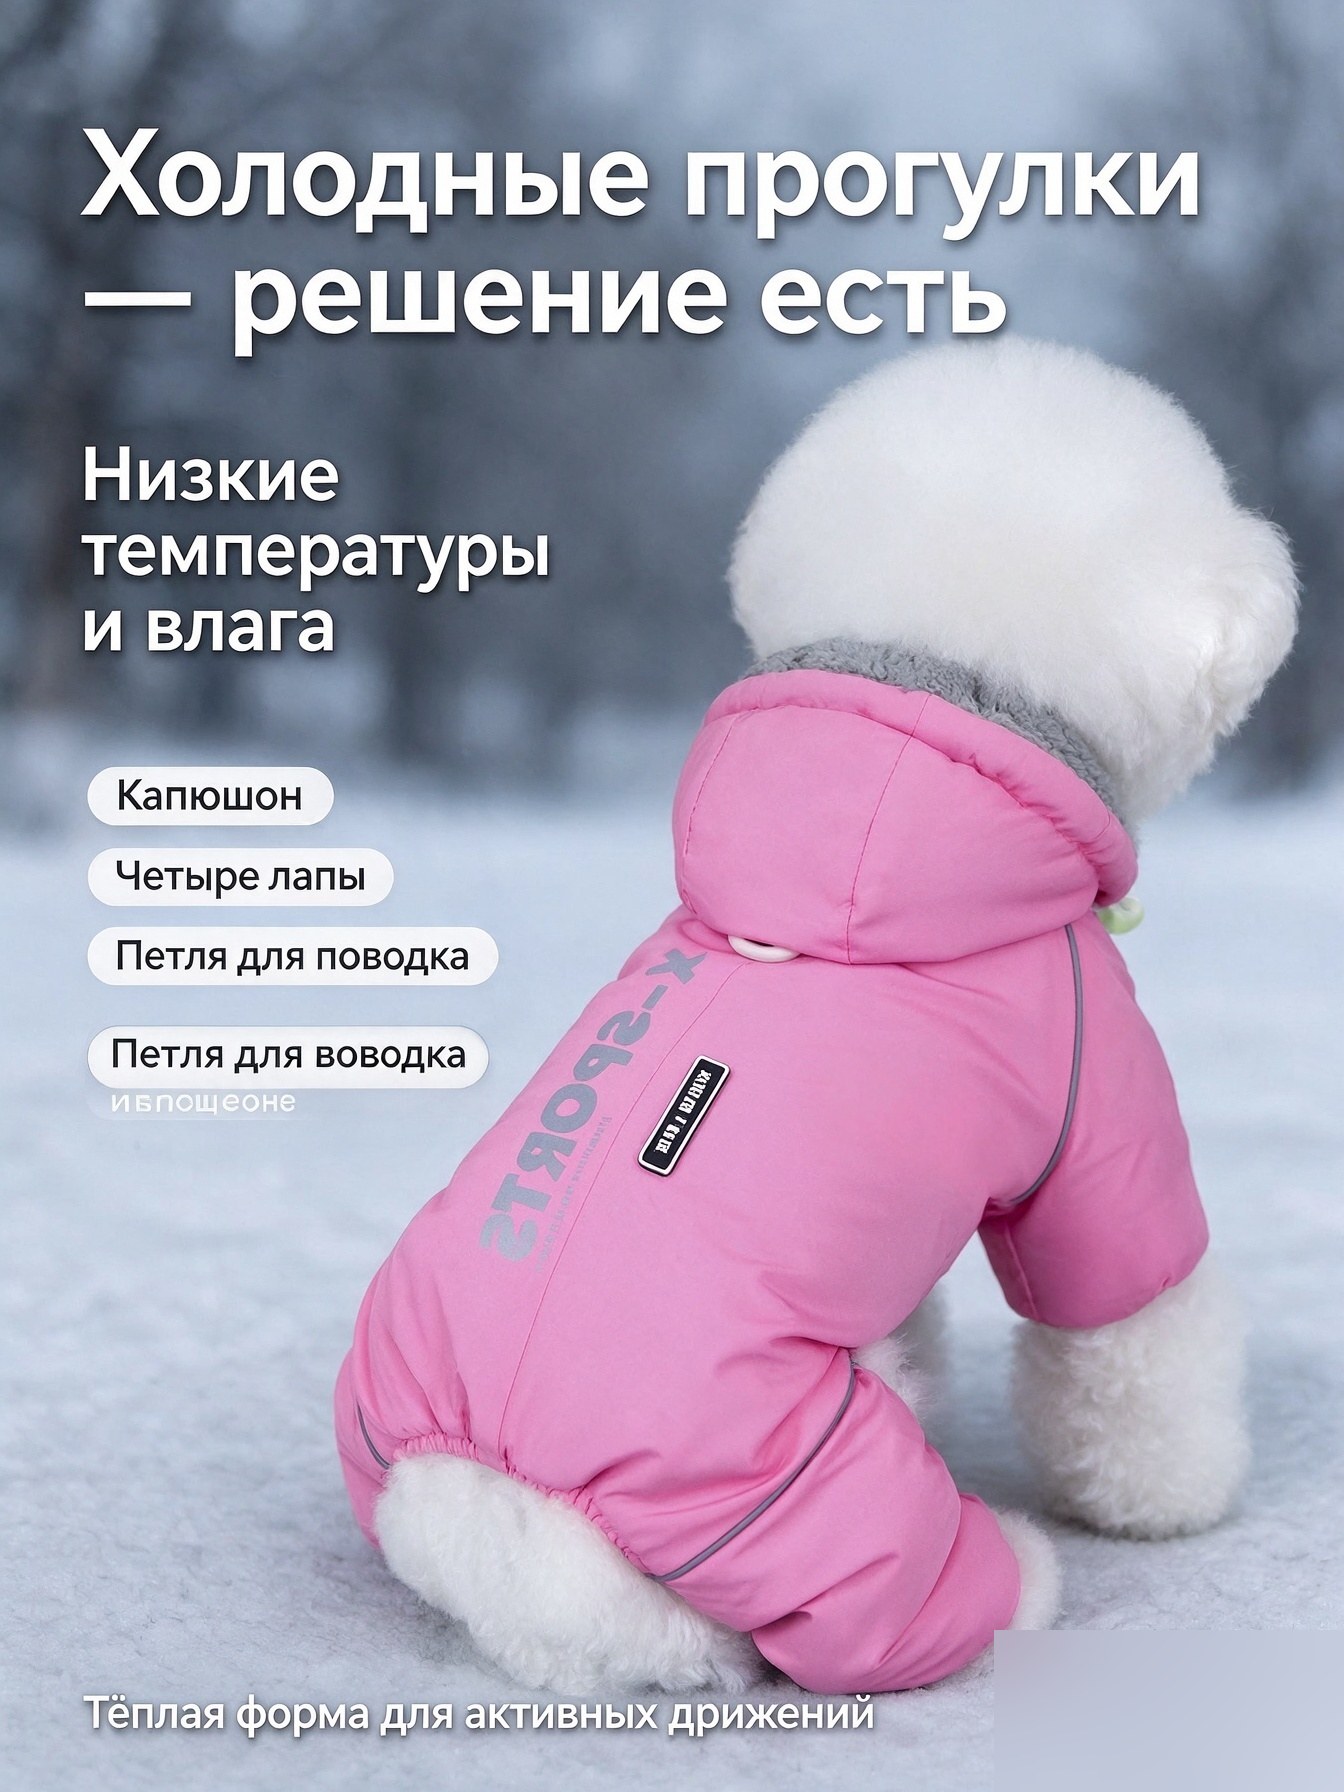 Холодные прогулки
— решение есть
Низкие
температуры
и влага
Капюшон
Четыре лапы
Петля для поводка
Петля для воводка
ивпощеоне
X-SPORTS
Тёплая форма для активных дрижений